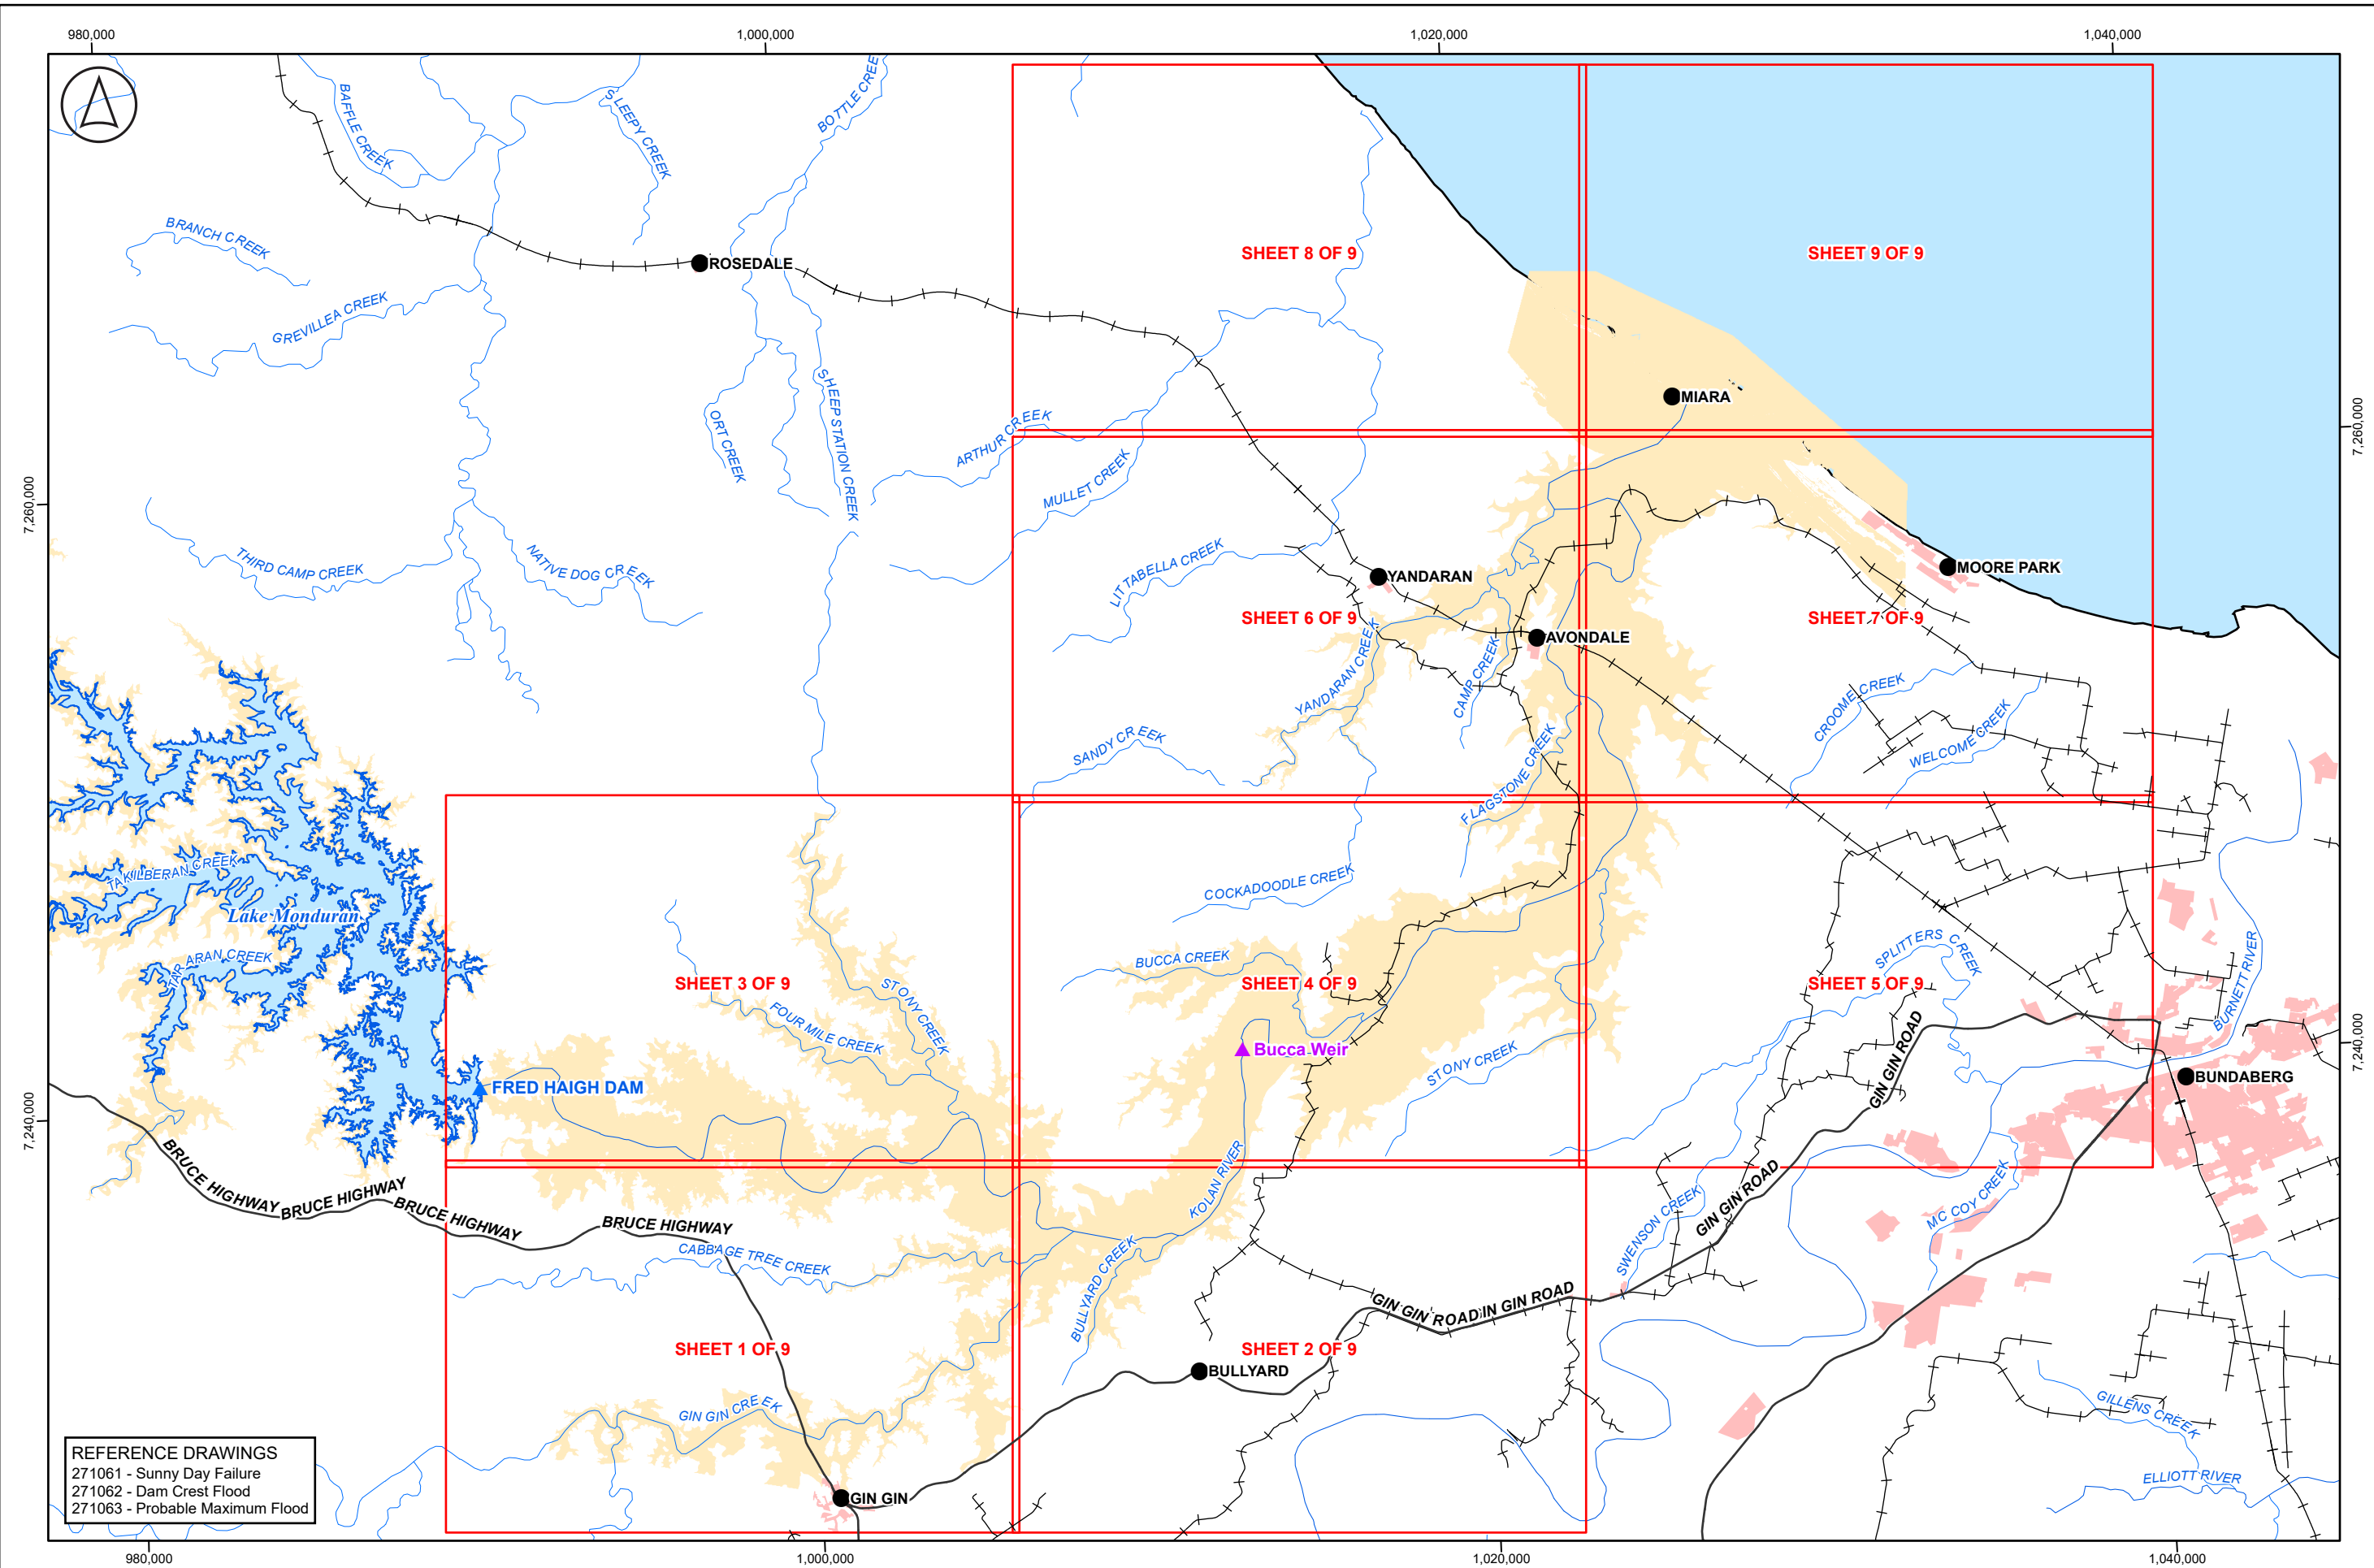 980,000
1,000,000
1,020,000
1,040,000
BAFFLE CREEK
SLEEPY CREEK
BOTTLE CREE
BRANCH CREEK
ROSEDALE
SHEET 8 OF 9
SHEET 9 OF 9
GREVILLEA CREEK
MIARA
SHEEP STATION CREEK
ORT CREEK
ARTHUR CREEK
MULLET CREEK
7,260,000
7,260,000
THIRD CAMP CREEK
NATIVE DOG CREEK
LITTABELLA CREEK
YANDARAN
MOORE PARK
SHEET 6 OF 9
SHEET 7 OF 9
AVONDALE
YANDARAN CREEK
CAMP CREEK
CROOME CREEK
WELCOME CREEK
SANDY CREEK
FLAGSTONE CREEK
TAKILBERAN CREEK
COCKADOODLE CREEK
Lake Monduran
TARARAN CREEK
BUCCA CREEK
SPLITTERS CREEK
BURNETT RIVER
SHEET 3 OF 9
SHEET 4 OF 9
SHEET 5 OF 9
STONY CREEK
FOUR MILE CREEK
Bucca Weir
STONY CREEK
GIN GIN ROAD
7,240,000
7,240,000
FRED HAIGH DAM
BUNDABERG
BRUCE HIGHWAY
BRUCE HIGHWAY
BRUCE HIGHWAY
BRUCE HIGHWAY
KOLAN RIVER
GIN GIN ROAD
SWENSON CREEK
MC COY CREEK
CABBAGE TREE CREEK
BULLYARD CREEK
GIN GIN ROAD
IN GIN ROAD
SHEET 1 OF 9
SHEET 2 OF 9
BULLYARD
GIN GIN CREEK
GILLENS CREEK
ELLIOTT RIVER
GIN GIN
REFERENCE DRAWINGS
271061 - Sunny Day Failure
271062 - Dam Crest Flood
271063 - Probable Maximum Flood
980,000
1,000,000
1,020,000
1,040,000